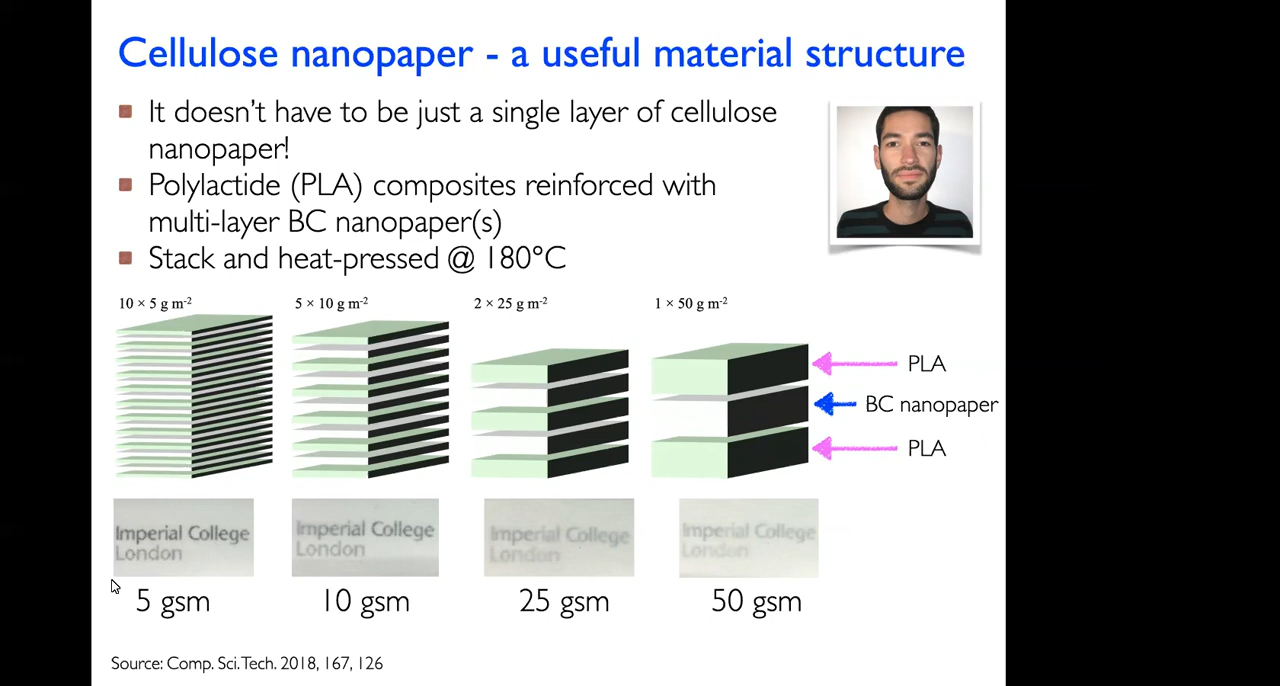 Cellulose nanopaper - a useful material structure
It doesn't have to be just a single layer of cellulose
nanopaper!
Polylactide (PLA) composites reinforced with
multi-layer BC nanopaper(s)
Stack and heat-pressed @ 180°C
10 × 5 g m⁻²
5 × 10 g m⁻²
2 × 25 g m⁻²
1 × 50 g m⁻²
PLA
BC nanopaper
PLA
Imperial College
London
Imperial College
London
Imperial College
London
Imperial College
London
5 gsm
10 gsm
25 gsm
50 gsm
Source: Comp. Sci. Tech. 2018, 167, 126